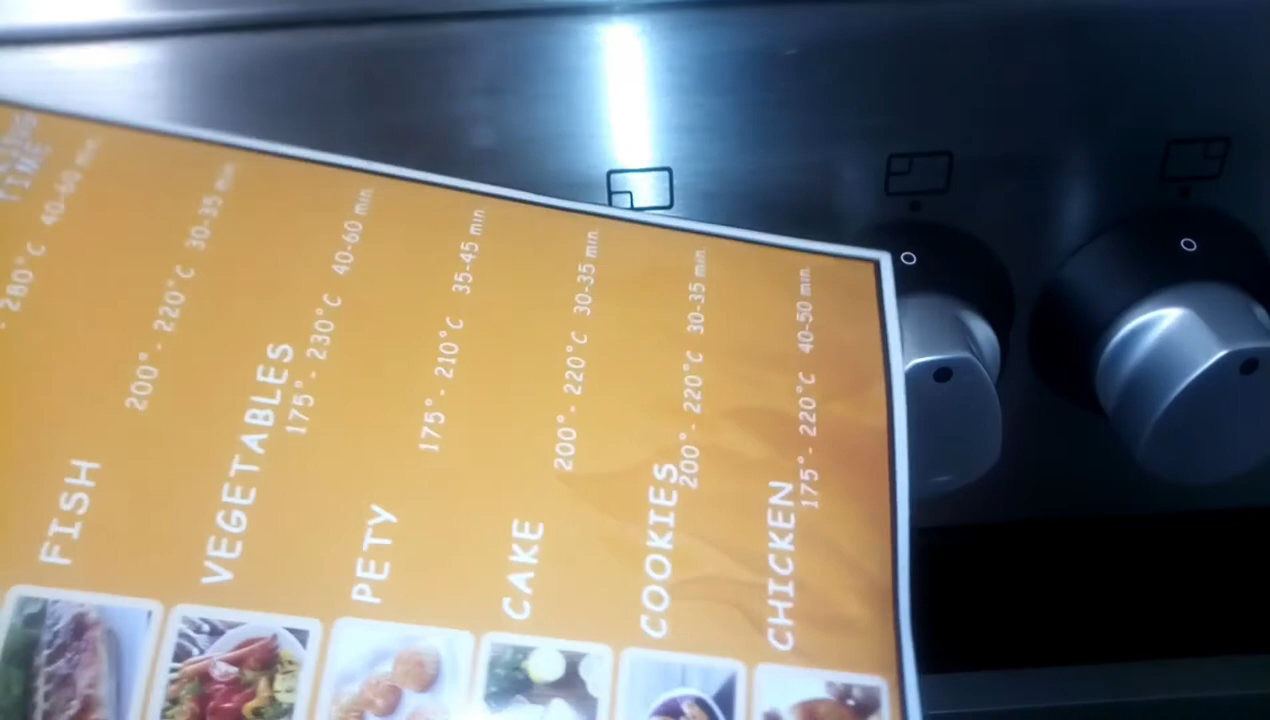 TIME
- 280°C 40-60 min.
FISH 200°- 220°C 30-35 min.
VEGETABLES 175°- 230°C 40-60 min.
PETY 175°- 210°C 35-45 min.
CAKE 200°- 220°C 30-35 min.
COOKIES 200°- 220°C 30-35 min.
CHICKEN 175°- 220°C 40-50 min.